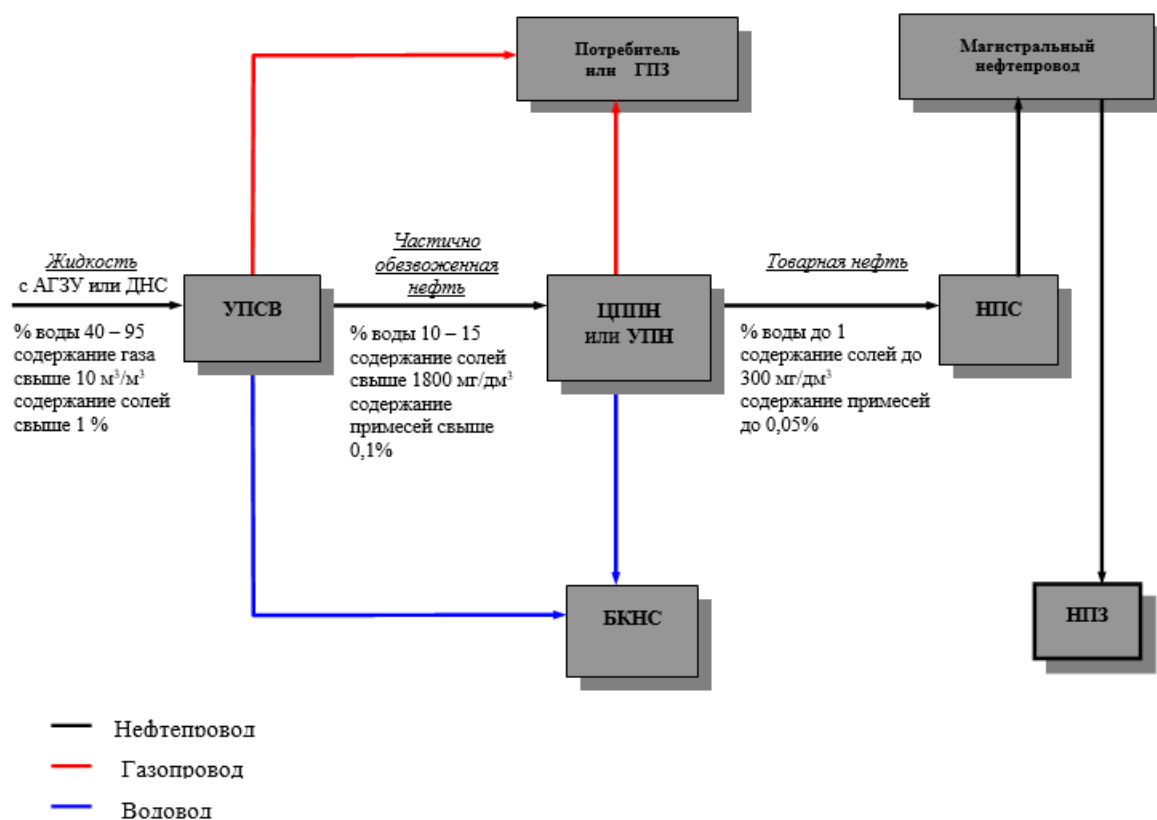 Потребитель
или ГПЗ
Магистральный
нефтепровод
Жидкость
с АГЗУ или ДНС
% воды 40 – 95
содержание газа
свыше 10 м³/м³
содержание солей
свыше 1 %
УПСВ
Частично
обезвоженная
нефть
% воды 10 – 15
содержание солей
свыше 1800 мг/дм³
содержание
примесей свыше
0,1%
ЦППН
или УПН
Товарная нефть
% воды до 1
содержание солей до
300 мг/дм³
содержание примесей
до 0,05%
НПС
БКНС
НПЗ
Нефтепровод
Газопровод
Водовод